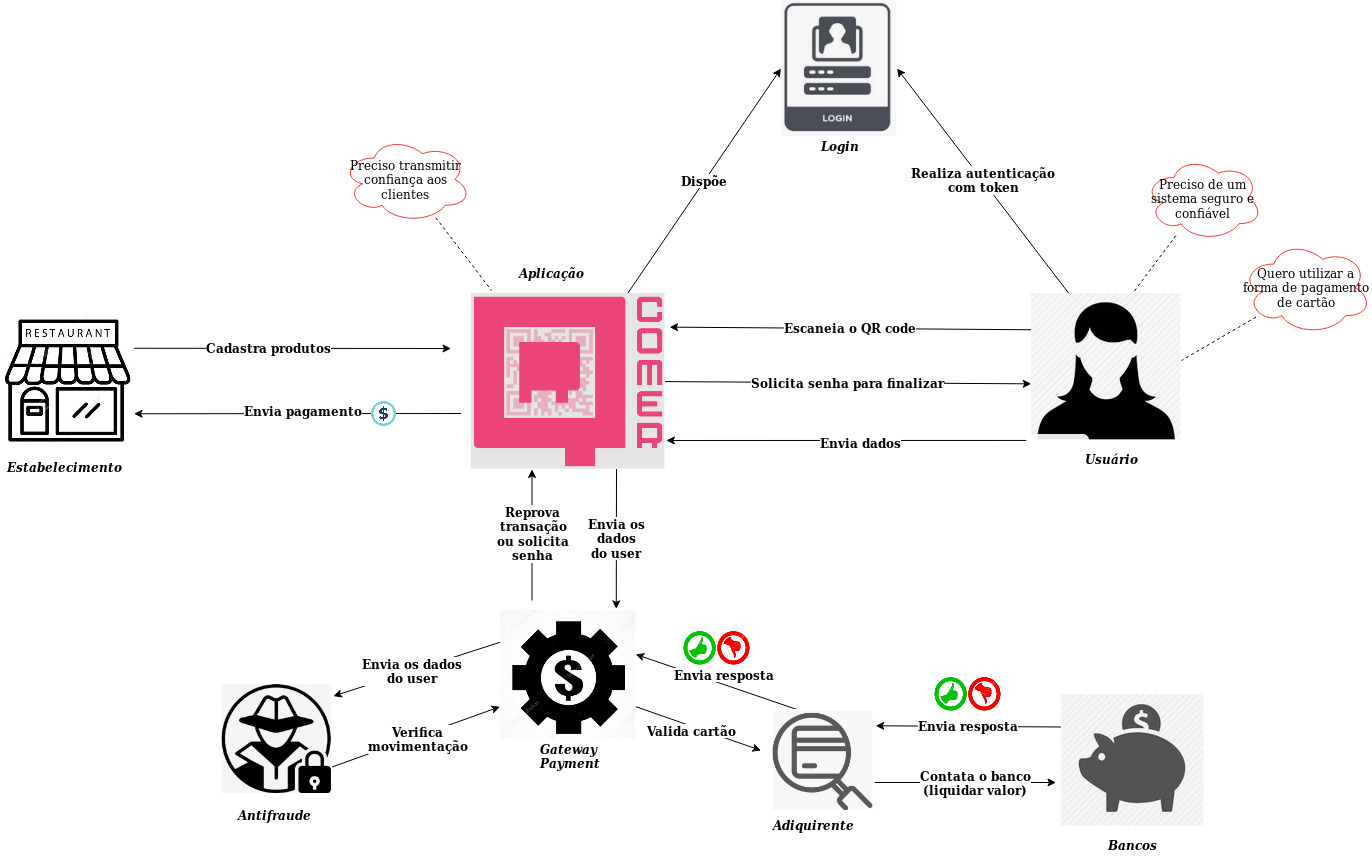 LOGIN
Login
Preciso transmitir
confiança aos
clientes
Dispõe
Realiza autenticação
com token
Preciso de um
sistema seguro e
confiável
Quero utilizar a
forma de pagamento
de cartão
Aplicação
COMER
RESTAURANT
Cadastra produtos
Envia pagamento
$
Estabelecimento
Escaneia o QR code
Solicita senha para finalizar
Envia dados
Usuário
Reprova
transação
ou solicita
senha
Envia os
dados
do user
Envia os dados
do user
Verifica
movimentação
Antifraude
$
Gateway
Payment
Envia resposta
Valida cartão
Adiquirente
Envia resposta
Contata o banco
(liquidar valor)
$
Bancos